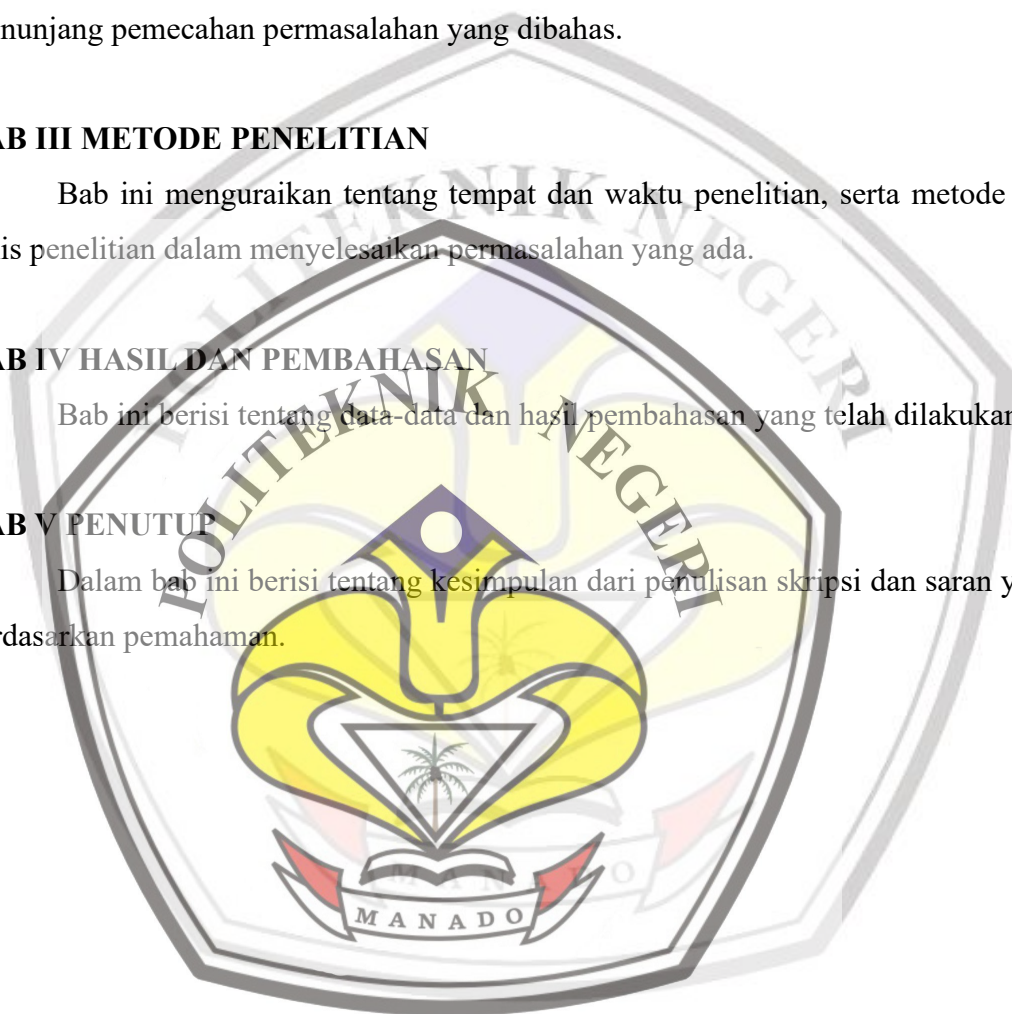 nunjang pemecahan permasalahan yang dibahas.
AB III METODE PENELITIAN
Bab ini menguraikan tentang tempat dan waktu penelitian, serta metode
is penelitian dalam menyelesaikan permasalahan yang ada.
AB IV HASIL DAN PEMBAHASAN
Bab ini berisi tentang data-data dan hasil pembahasan yang telah dilakukan
AB V PENUTUP
Dalam bab ini berisi tentang kesimpulan dari penulisan skripsi dan saran y
rdasarkan pemahaman.
POLITEKNIK NEGERI
MANADO
POLITEKNIK NEGERI
MANADO